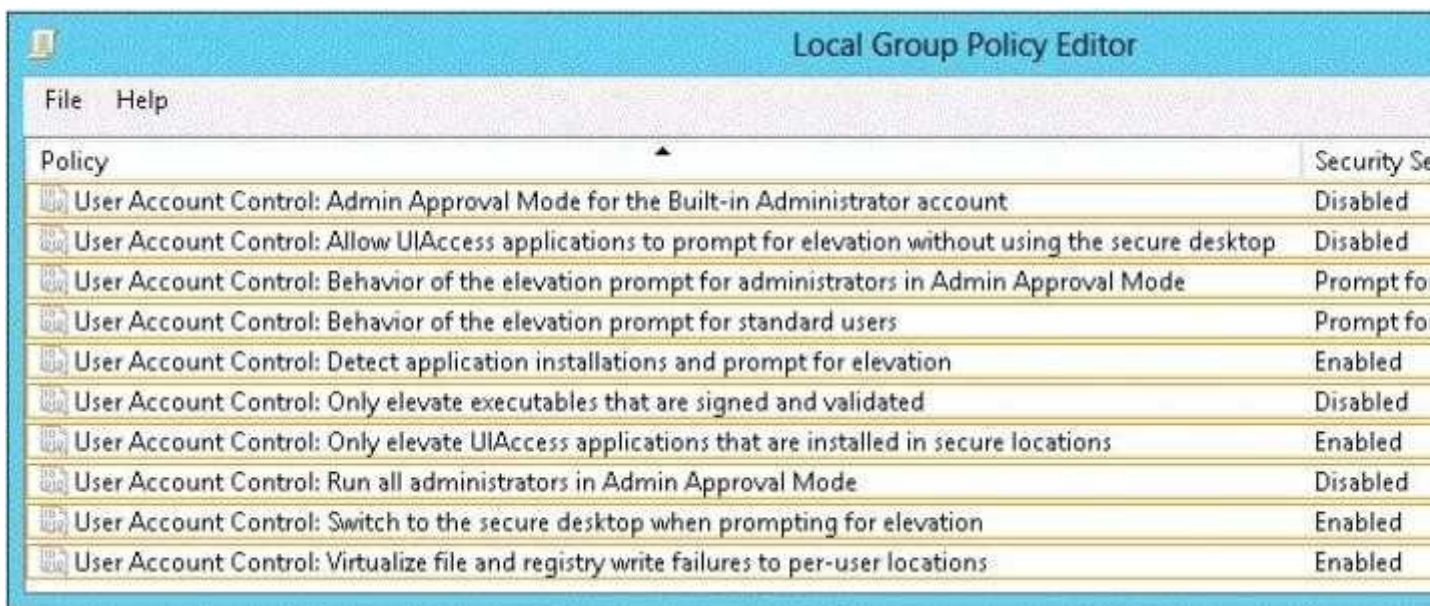 Local Group Policy Editor
File Help
Policy Security Se
User Account Control: Admin Approval Mode for the Built-in Administrator account Disabled
User Account Control: Allow UIAccess applications to prompt for elevation without using the secure desktop Disabled
User Account Control: Behavior of the elevation prompt for administrators in Admin Approval Mode Prompt fo
User Account Control: Behavior of the elevation prompt for standard users Prompt fo
User Account Control: Detect application installations and prompt for elevation Enabled
User Account Control: Only elevate executables that are signed and validated Disabled
User Account Control: Only elevate UIAccess applications that are installed in secure locations Enabled
User Account Control: Run all administrators in Admin Approval Mode Disabled
User Account Control: Switch to the secure desktop when prompting for elevation Enabled
User Account Control: Virtualize file and registry write failures to per-user locations Enabled